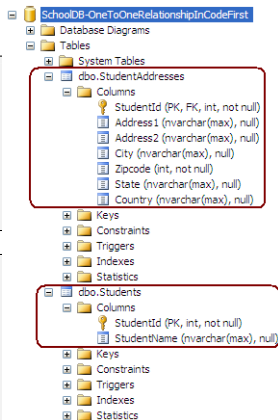 SchoolDB-OneToOneRelationshipInCodeFirst
Database Diagrams
Tables
System Tables
dbo.StudentAddresses
Columns
StudentId (PK, FK, int, not null)
Address1 (nvarchar(max), null)
Address2 (nvarchar(max), null)
City (nvarchar(max), null)
Zipcode (int, not null)
State (nvarchar(max), null)
Country (nvarchar(max), null)
Keys
Constraints
Triggers
Indexes
Statistics
dbo.Students
Columns
StudentId (PK, int, not null)
StudentName (nvarchar(max), null)
Keys
Constraints
Triggers
Indexes
Statistics